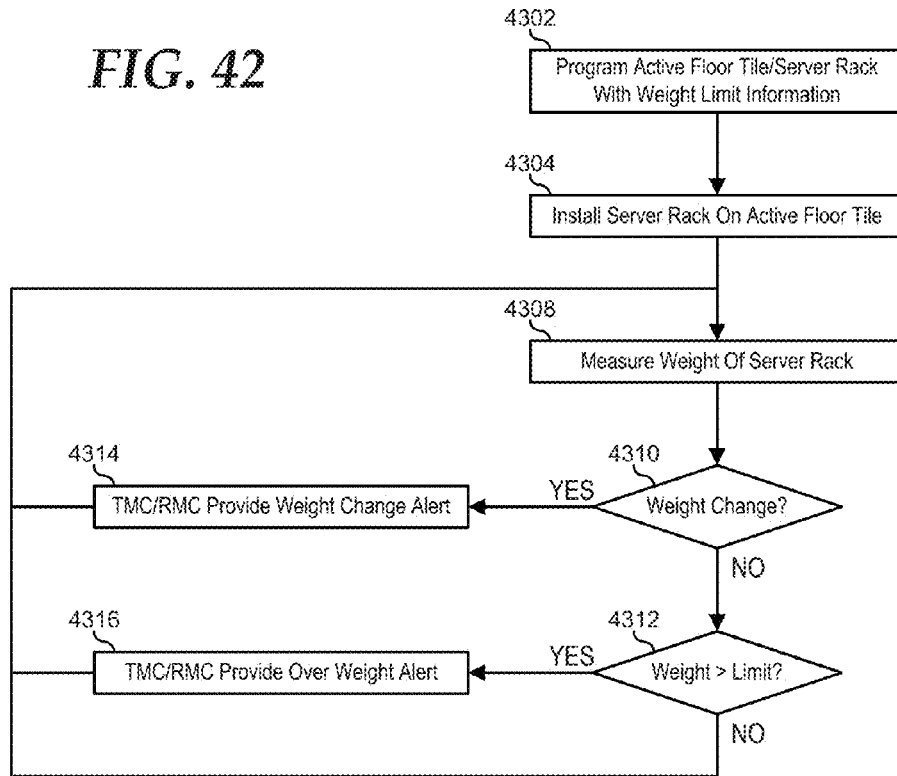 FIG. 42
4302
Program Active Floor Tile/Server Rack
With Weight Limit Information
4304
Install Server Rack On Active Floor Tile
4308
Measure Weight Of Server Rack
4314
TMC/RMC Provide Weight Change Alert
YES
4310
Weight Change?
NO
4316
TMC/RMC Provide Over Weight Alert
YES
4312
Weight > Limit?
NO